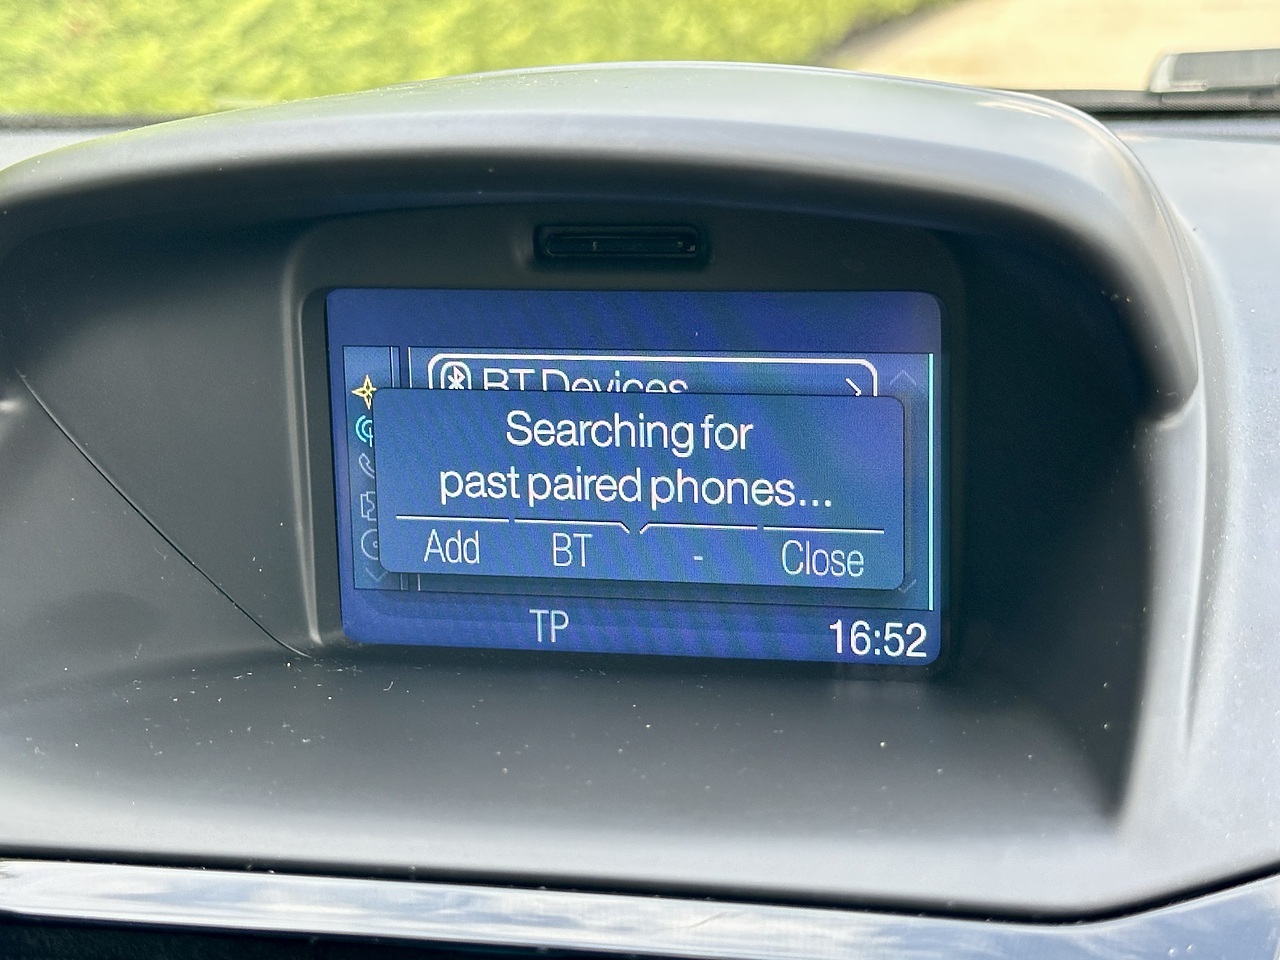 BT Devices
Searching for
past paired phones...
Add BT - Close
TP 16:52